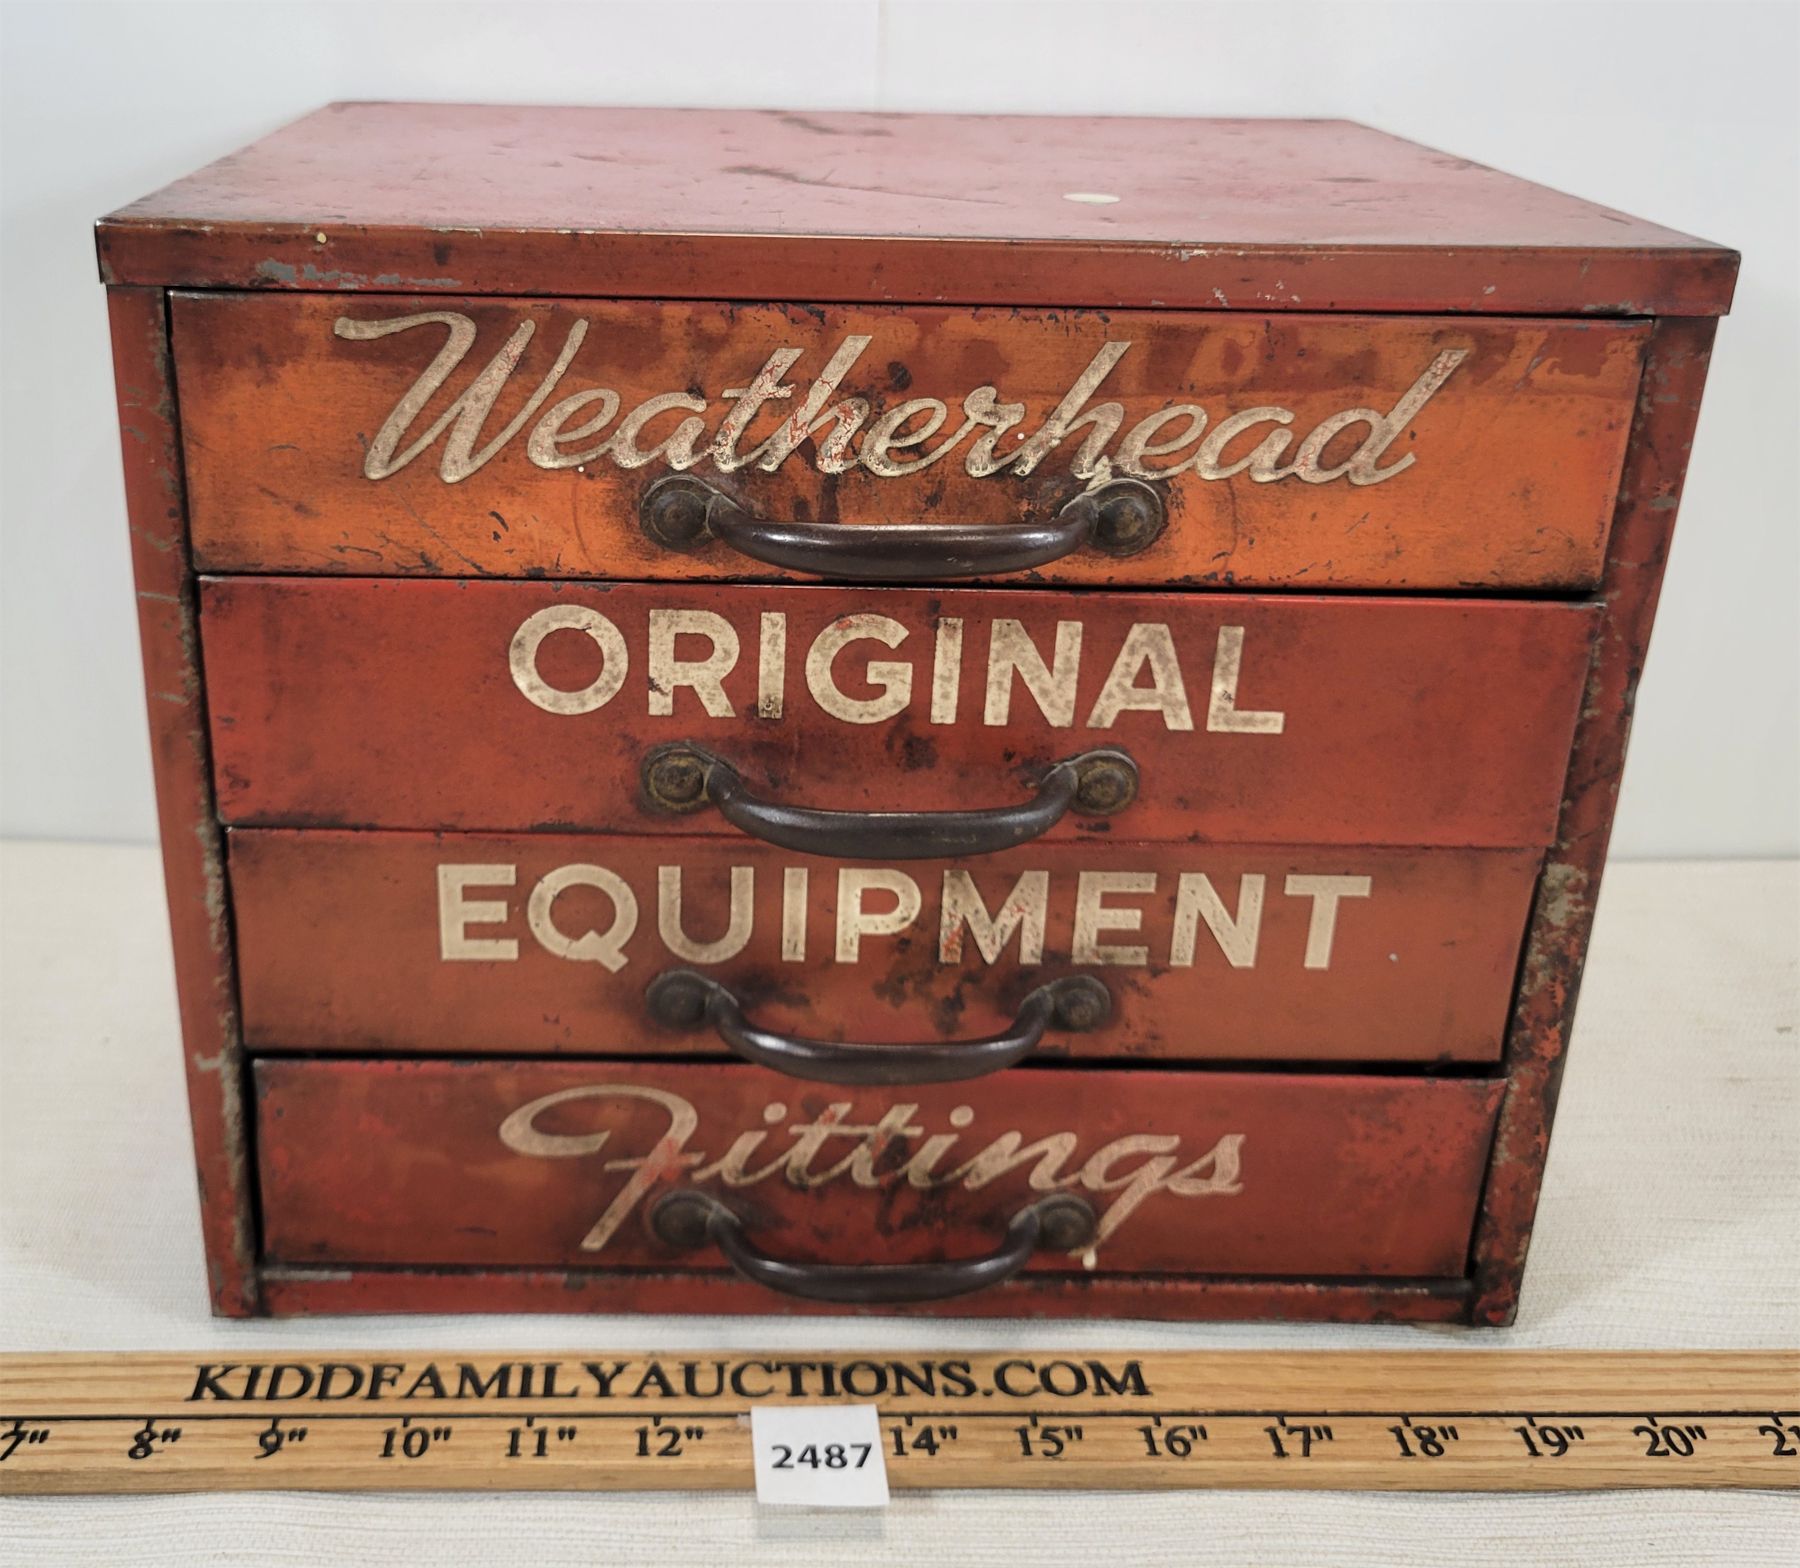 Weatherhead
ORIGINAL
EQUIPMENT
Fittings
KIDDFAMILYAUCTIONS.COM
7" 8" 9" 10" 11" 12" 14" 15" 16" 17" 18" 19" 20"
2487